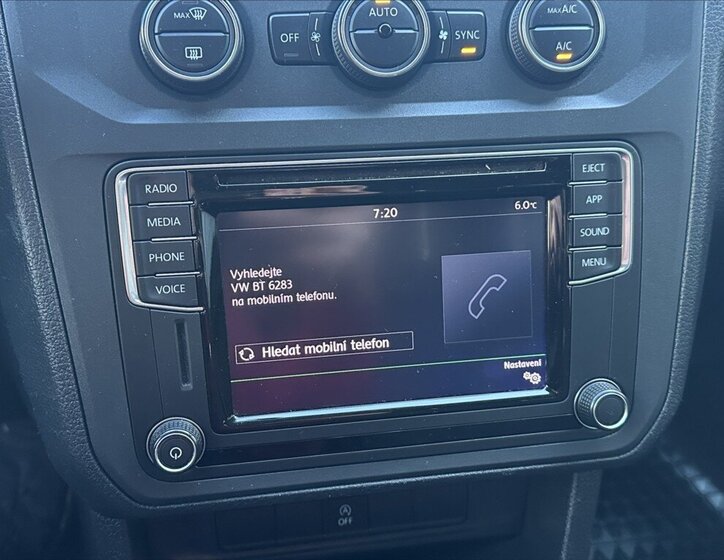 MAX
OFF
AUTO
SYNC
MAX A/C
A/C
RADIO
MEDIA
PHONE
VOICE
EJECT
APP
SOUND
MENU
7:20
6.0°C
Vyhledejte
VW BT 6283
na mobilním telefonu.
Hledat mobilní telefon
Nastavení
A
OFF